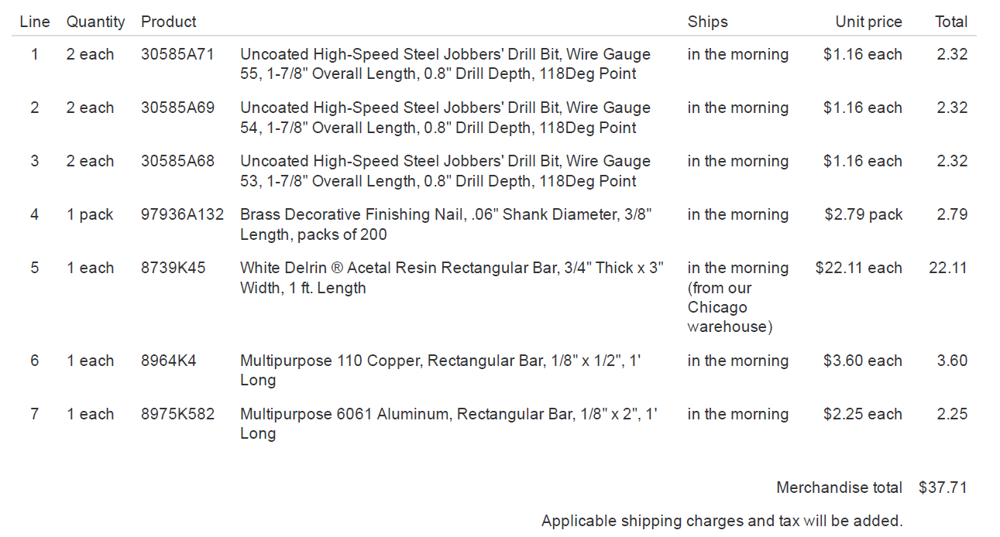 Line Quantity Product Ships Unit price Total
1 2 each 30585A71 Uncoated High-Speed Steel Jobbers' Drill Bit, Wire Gauge in the morning $1.16 each 2.32
55, 1-7/8" Overall Length, 0.8" Drill Depth, 118Deg Point
2 2 each 30585A69 Uncoated High-Speed Steel Jobbers' Drill Bit, Wire Gauge in the morning $1.16 each 2.32
54, 1-7/8" Overall Length, 0.8" Drill Depth, 118Deg Point
3 2 each 30585A68 Uncoated High-Speed Steel Jobbers' Drill Bit, Wire Gauge in the morning $1.16 each 2.32
53, 1-7/8" Overall Length, 0.8" Drill Depth, 118Deg Point
4 1 pack 97936A132 Brass Decorative Finishing Nail, .06" Shank Diameter, 3/8" in the morning $2.79 pack 2.79
Length, packs of 200
5 1 each 8739K45 White Delrin ® Acetal Resin Rectangular Bar, 3/4" Thick x 3" in the morning $22.11 each 22.11
Width, 1 ft. Length (from our
Chicago
warehouse)
6 1 each 8964K4 Multipurpose 110 Copper, Rectangular Bar, 1/8" x 1/2", 1' in the morning $3.60 each 3.60
Long
7 1 each 8975K582 Multipurpose 6061 Aluminum, Rectangular Bar, 1/8" x 2", 1' in the morning $2.25 each 2.25
Long
Merchandise total $37.71
Applicable shipping charges and tax will be added.